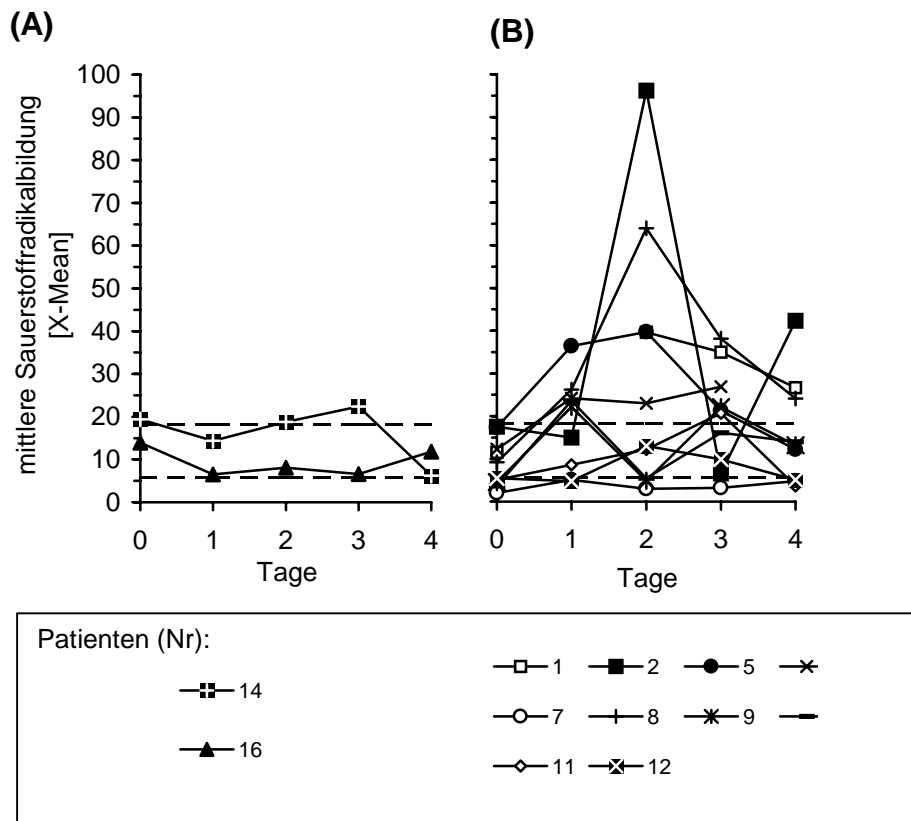 (A)
(B)
mittlere Sauerstoffradikalbildung
[X-Mean]
100
90
80
70
60
50
40
30
20
10
0
0 1 2 3 4
Tage
0 1 2 3 4
Tage
Patienten (Nr):
14
16
1 2 5
7 8 9
11 12